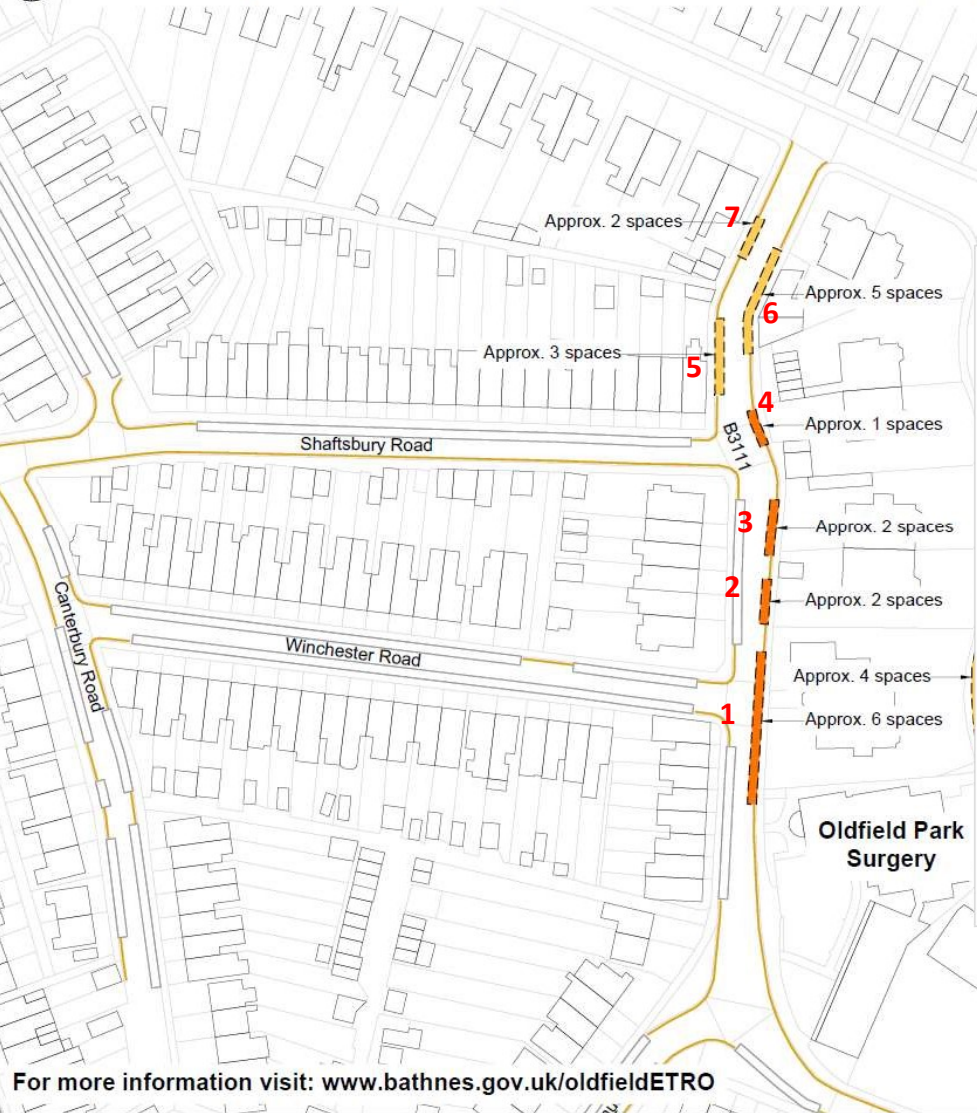 7
Approx. 2 spaces
Approx. 5 spaces
6
Approx. 3 spaces
5
4
Approx. 1 spaces
Shaftsbury Road
B3111
3
Approx. 2 spaces
2
Approx. 2 spaces
Canterbury Road
Winchester Road
Approx. 4 spaces
1
Approx. 6 spaces
Oldfield Park
Surgery
For more information visit: www.bathnes.gov.uk/oldfieldETRO